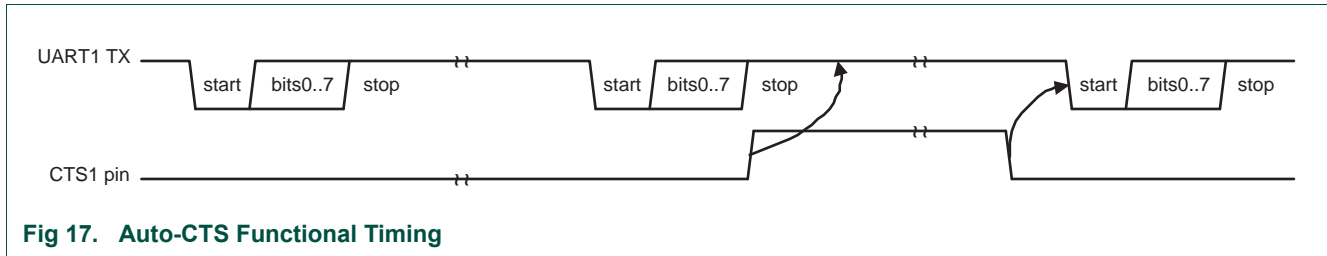 UART1 TX
start bits0..7 stop start bits0..7 stop start bits0..7 stop
CTS1 pin
Fig 17. Auto-CTS Functional Timing